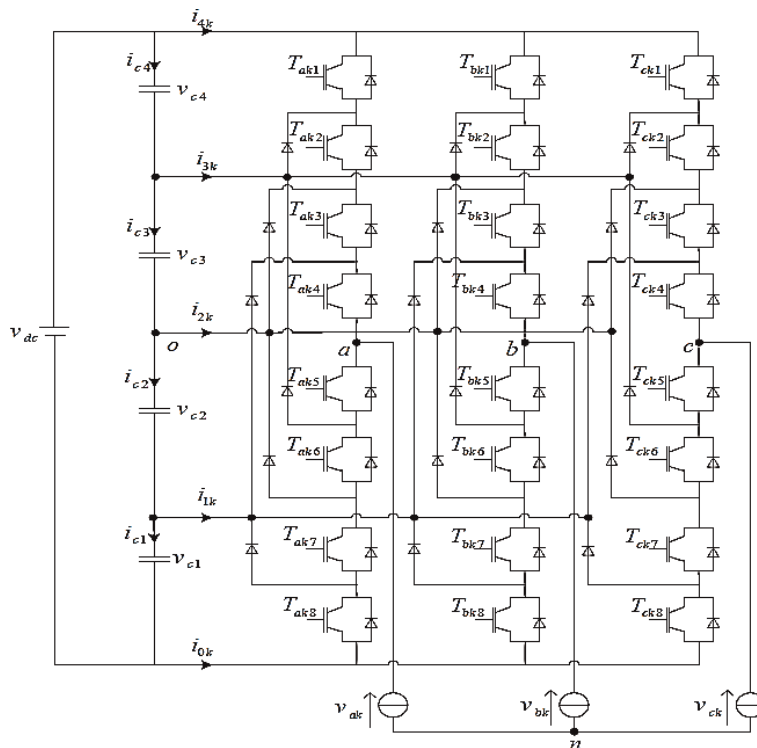 i4k
ic4
vc4
Tak1
Tbk1
Tck1
Tak2
Tbk2
Tck2
i3k
ic3
vc3
Tak3
Tbk3
Tck3
Tak4
Tbk4
Tck4
vdc
i2k
o
a
b
c
ic2
vc2
Tak5
Tbk5
Tck5
Tak6
Tbk6
Tck6
i1k
ic1
vc1
Tak7
Tbk7
Tck7
Tak8
Tbk8
Tck8
i0k
vak
vbk
vck
n